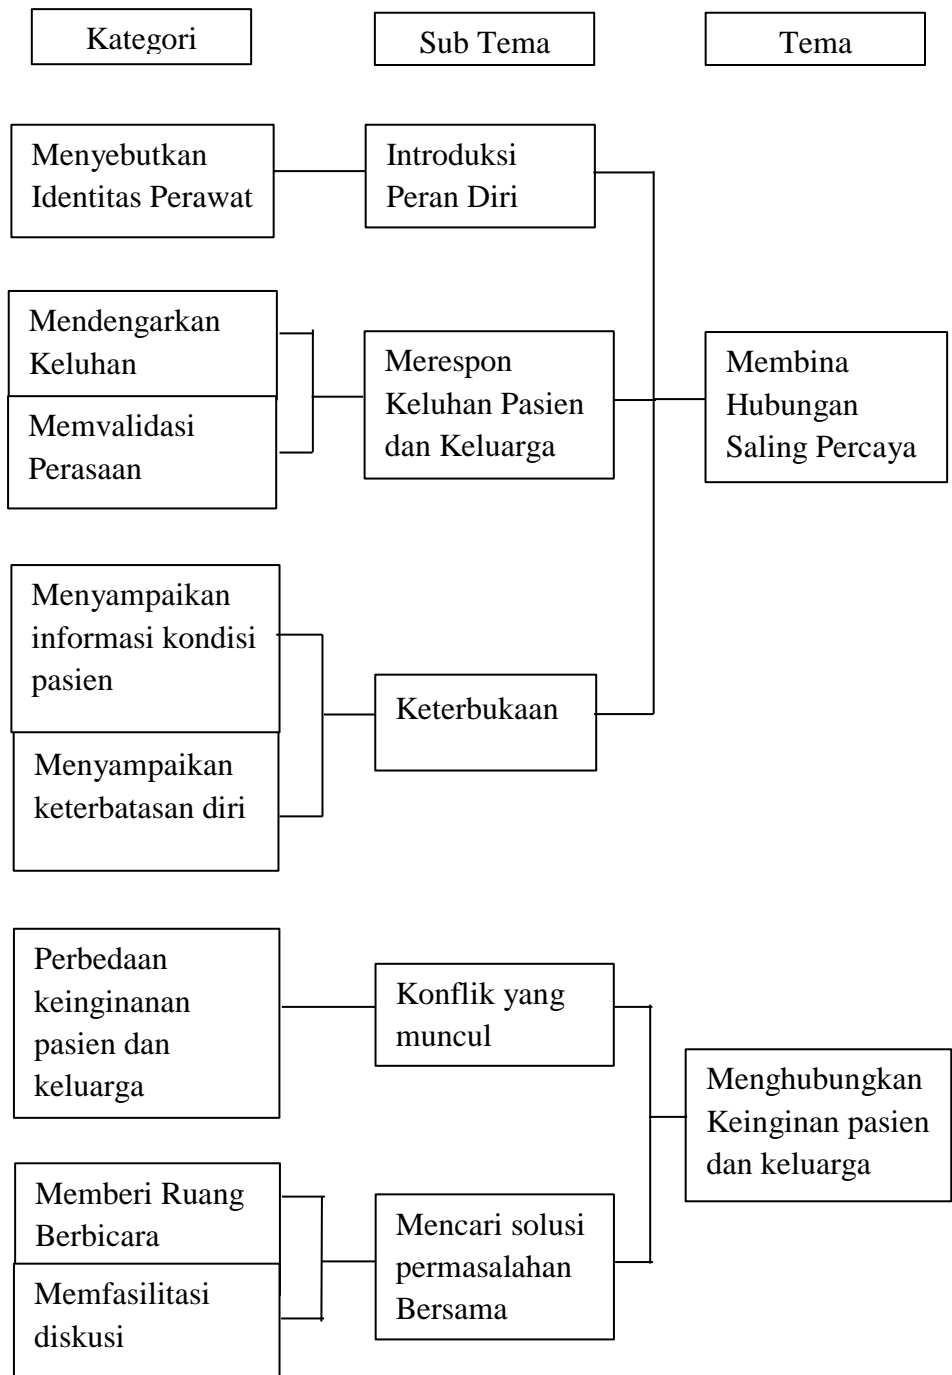 Kategori
Sub Tema
Tema
Menyebutkan
Identitas Perawat
Introduksi
Peran Diri
Mendengarkan
Keluhan
Memvalidasi
Perasaan
Merespon
Keluhan Pasien
dan Keluarga
Membina
Hubungan
Saling Percaya
Menyampaikan
informasi kondisi
pasien
Menyampaikan
keterbatasan diri
Keterbukaan
Perbedaan
keinginanan
pasien dan
keluarga
Konflik yang
muncul
Menghubungkan
Keinginan pasien
dan keluarga
Memberi Ruang
Berbicara
Memfasilitasi
diskusi
Mencari solusi
permasalahan
Bersama